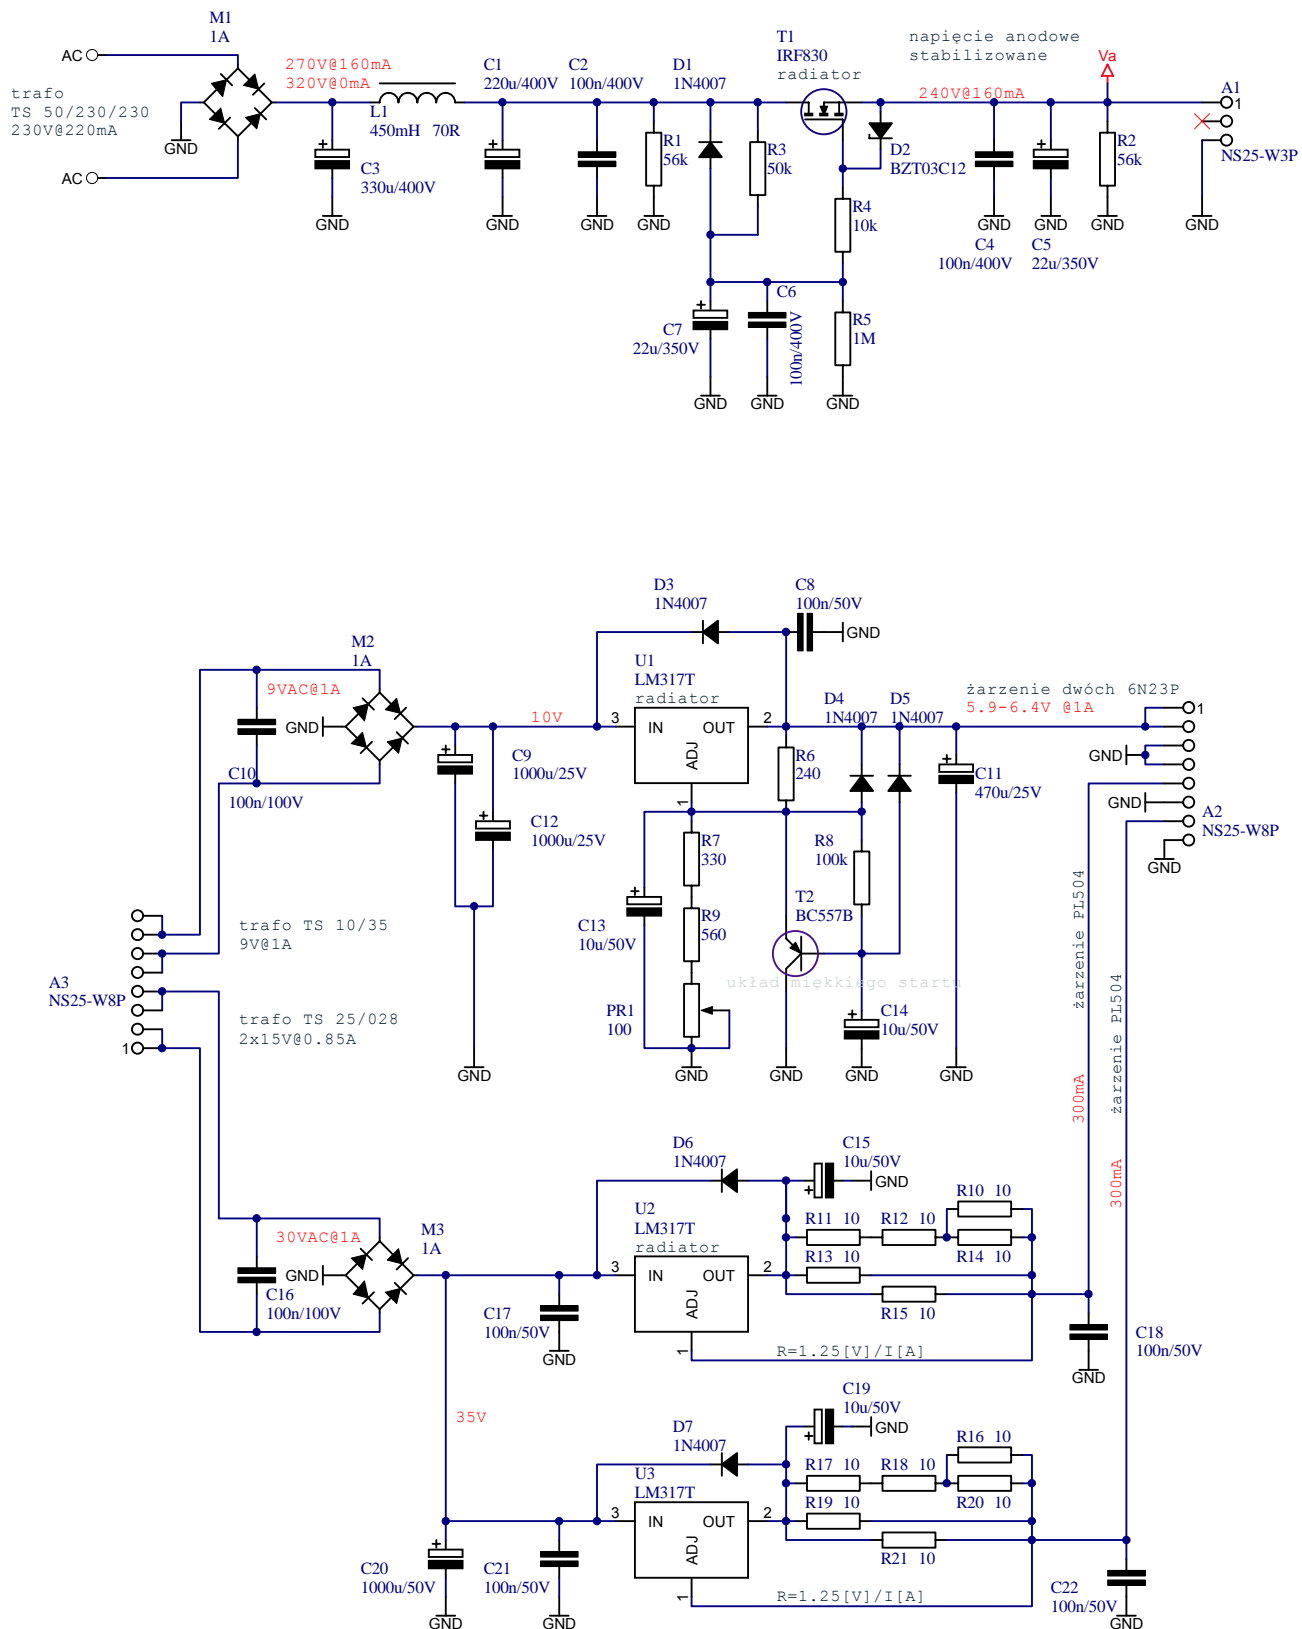 M1
1A
AC
AC
trafo
TS 50/230/230
230V@220mA
GND
270V@160mA
320V@0mA
L1
450mH 70R
C3
330u/400V
GND
C1
220u/400V
GND
C2
100n/400V
GND
R1
56k
GND
D1
1N4007
R3
50k
T1
IRF830
radiator
D2
BZT03C12
R4
10k
R5
1M
GND
C7
22u/350V
GND
C6
100n/400V
GND
napięcie anodowe
stabilizowane
240V@160mA
Va
C4
100n/400V
GND
C5
22u/350V
GND
R2
56k
GND
A1
1
NS25-W3P
GND
D3
1N4007
C8
100n/50V
GND
M2
1A
9VAC@1A
GND
C10
100n/100V
10V
C9
1000u/25V
C12
1000u/25V
GND
U1
LM317T
radiator
3
IN
OUT
2
ADJ
1
R6
240
D4
1N4007
D5
1N4007
C11
470u/25V
GND
żarzenie dwóch 6N23P
5.9-6.4V @1A
1
GND
GND
A2
NS25-W8P
GND
R7
330
R9
560
PR1
100
GND
C13
10u/50V
R8
100k
T2
BC557B
układ miękkiego startu
GND
C14
10u/50V
GND
żarzenie PL504
300mA
żarzenie PL504
300mA
A3
NS25-W8P
1
trafo TS 10/35
9V@1A
trafo TS 25/028
2x15V@0.85A
30VAC@1A
M3
1A
GND
C16
100n/100V
D6
1N4007
C15
10u/50V
GND
U2
LM317T
radiator
3
IN
OUT
2
ADJ
1
C17
100n/50V
GND
R10 10
R11 10
R12 10
R13 10
R14 10
R15 10
R=1.25[V]/I[A]
C18
100n/50V
GND
35V
D7
1N4007
C19
10u/50V
GND
U3
LM317T
3
IN
OUT
2
ADJ
1
R16 10
R17 10
R18 10
R19 10
R20 10
R21 10
R=1.25[V]/I[A]
C20
1000u/50V
GND
C21
100n/50V
GND
C22
100n/50V
GND